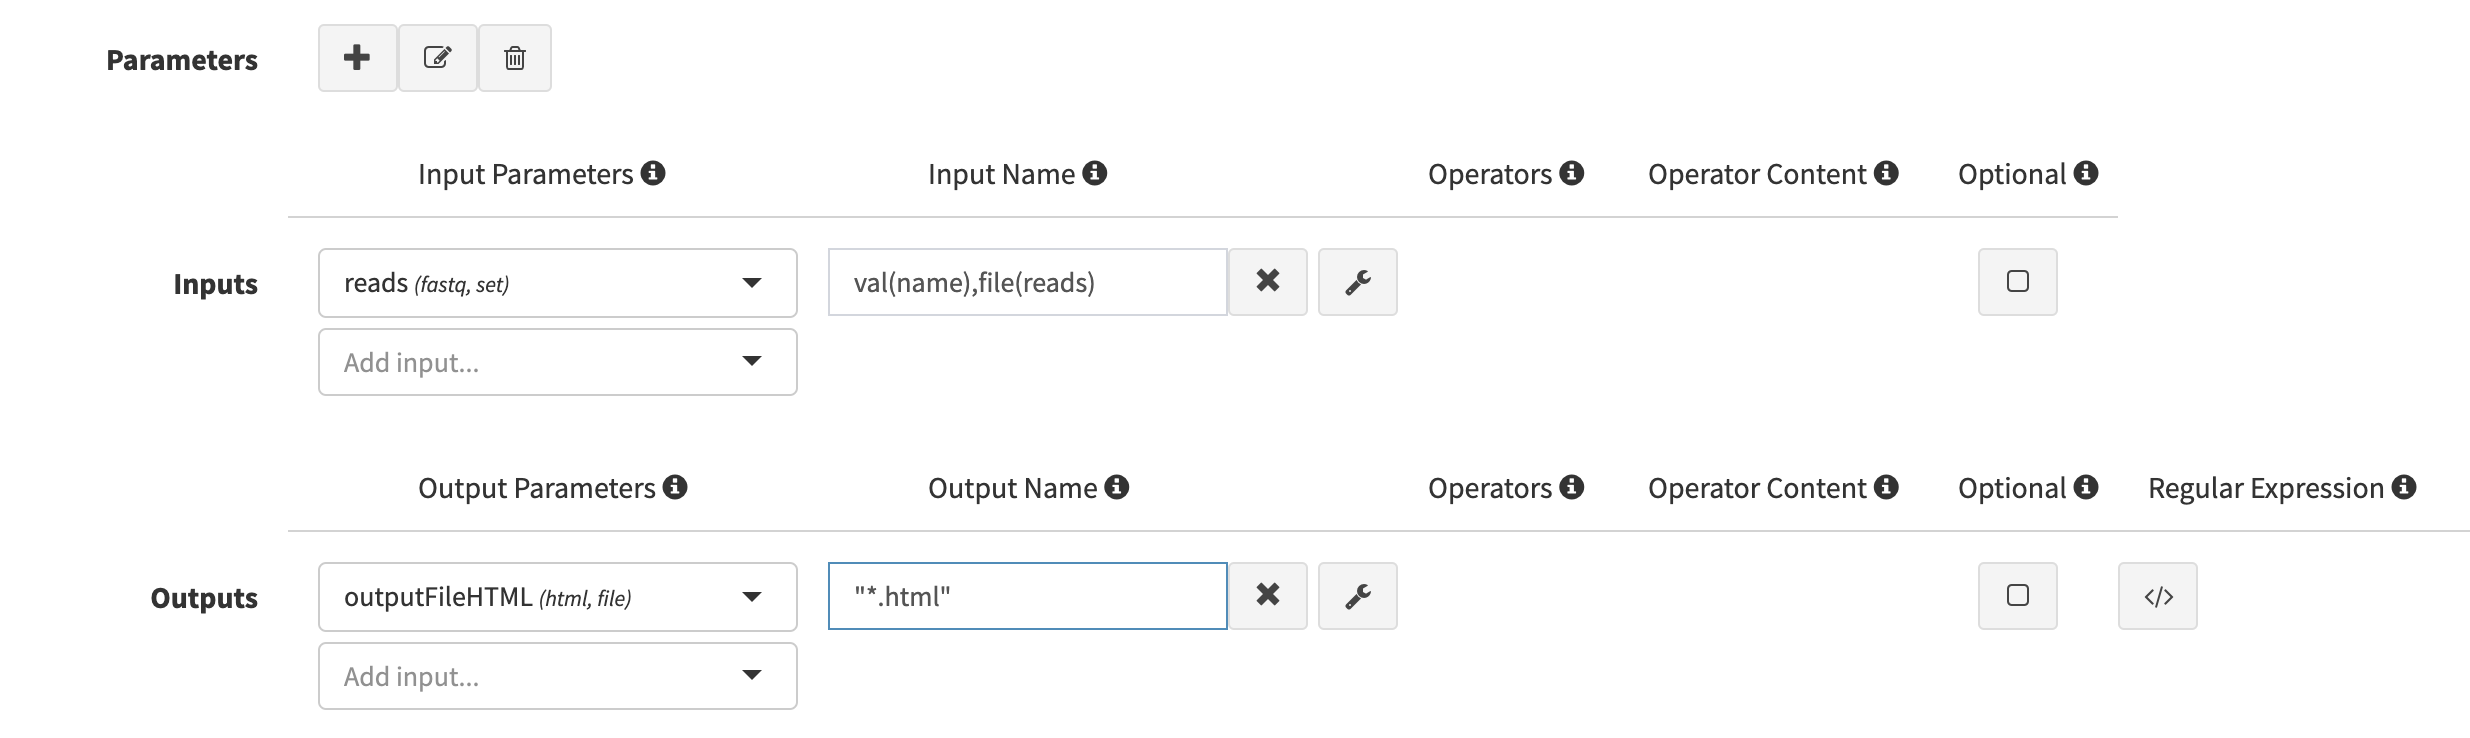 Parameters
Input Parameters Input Name Operators Operator Content Optional
Inputs reads (fastq, set) val(name),file(reads)
Add input...
Output Parameters Output Name Operators Operator Content Optional Regular Expression
Outputs outputFileHTML (html, file) "*.html" </>
Add input...